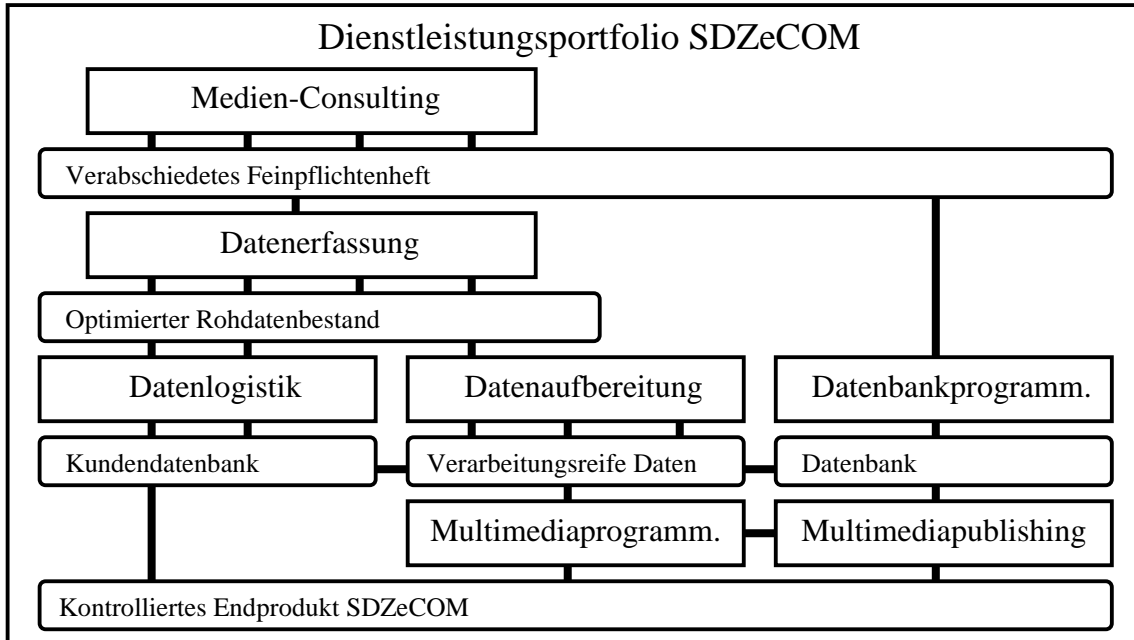 Dienstleistungsportfolio SDZeCOM
Medien-Consulting
Verabschiedetes Feinpflichtenheft
Datenerfassung
Optimierter Rohdatenbestand
Datenlogistik
Datenaufbereitung
Datenbankprogramm.
Kundendatenbank
Verarbeitungsreife Daten
Datenbank
Multimediaprogramm.
Multimediapublishing
Kontrolliertes Endprodukt SDZeCOM